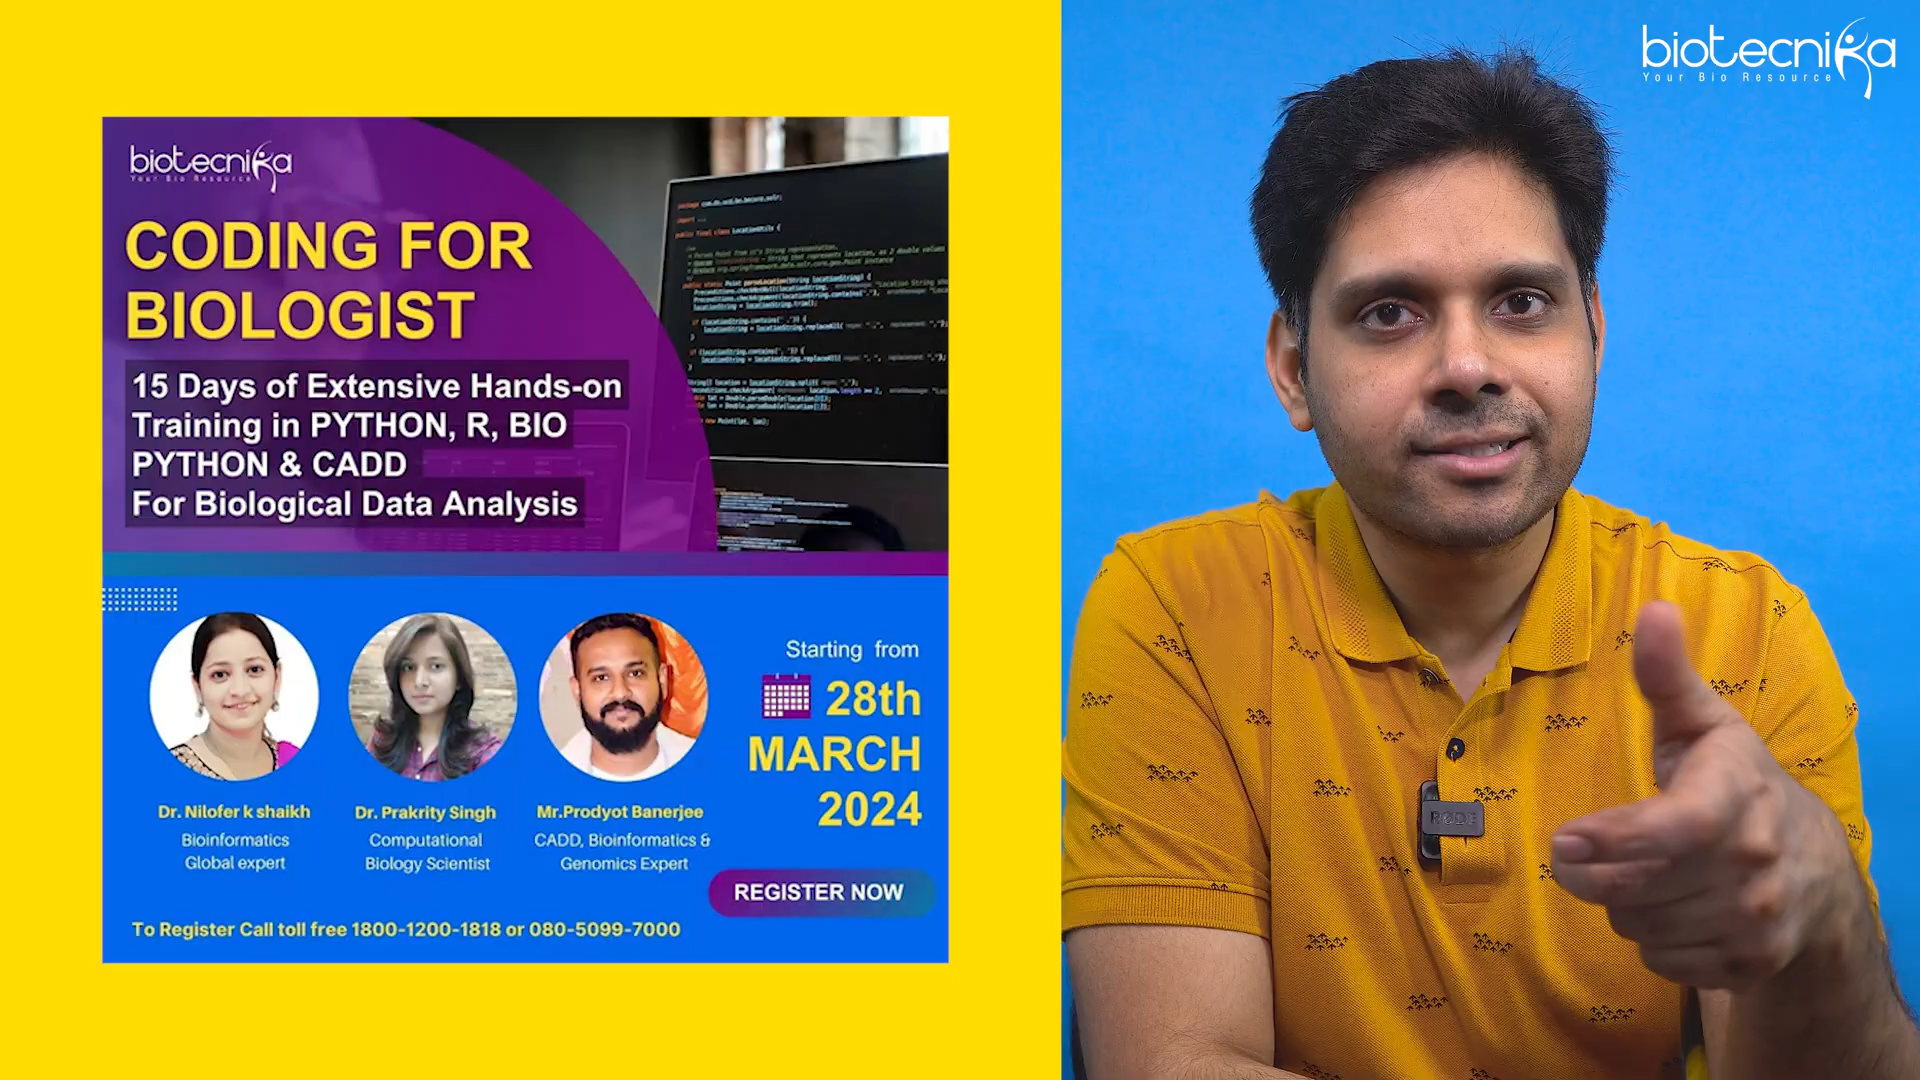 biotecnika
Your Bio Resource
CODING FOR
BIOLOGIST
15 Days of Extensive Hands-on
Training in PYTHON, R, BIO
PYTHON & CADD
For Biological Data Analysis
Starting from
28th
MARCH
2024
Dr. Nilofer k shaikh
Bioinformatics
Global expert
Dr. Prakrity Singh
Computational
Biology Scientist
Mr.Prodyot Banerjee
CADD, Bioinformatics &
Genomics Expert
REGISTER NOW
To Register Call toll free 1800-1200-1818 or 080-5099-7000
biotecnika
Your Bio Resource
RODE